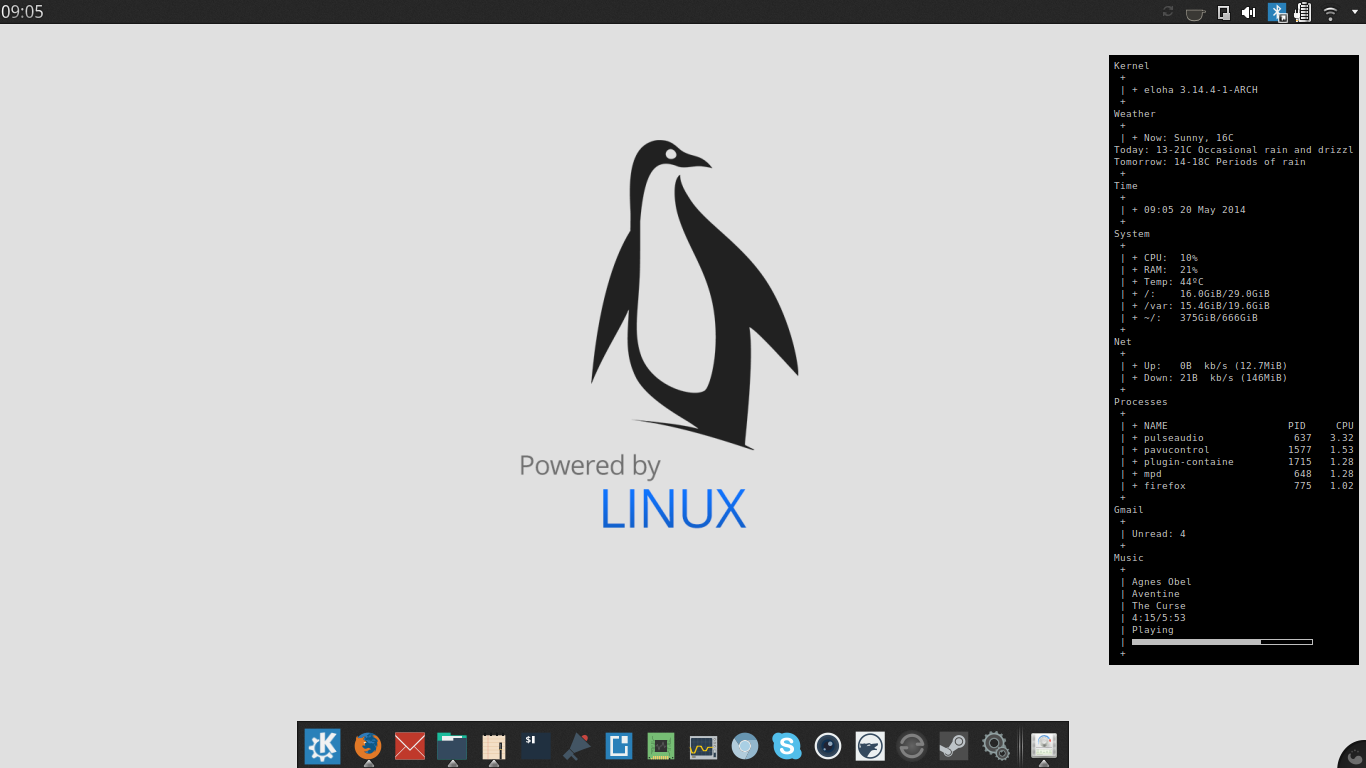 09:05
Kernel
+
| + eloha 3.14.4-1-ARCH
+
Weather
+
| + Now: Sunny, 16C
Today: 13-21C Occasional rain and drizzl
Tomorrow: 14-18C Periods of rain
+
Time
+
| + 09:05 20 May 2014
+
System
+
| + CPU: 10%
| + RAM: 21%
| + Temp: 44ºC
| + /: 16.0GiB/29.0GiB
| + /var: 15.4GiB/19.6GiB
| + ~/: 375GiB/666GiB
+
Net
+
| + Up: 0B kb/s (12.7MiB)
| + Down: 21B kb/s (146MiB)
+
Processes
+
| + NAME PID CPU
| + pulseaudio 637 3.32
| + pavucontrol 1577 1.53
| + plugin-containe 1715 1.28
| + mpd 648 1.28
| + firefox 775 1.02
+
Gmail
+
| Unread: 4
+
Music
+
| Agnes Obel
| Aventine
| The Curse
| 4:15/5:53
| Playing
|
+
Powered by
LINUX
K $ S